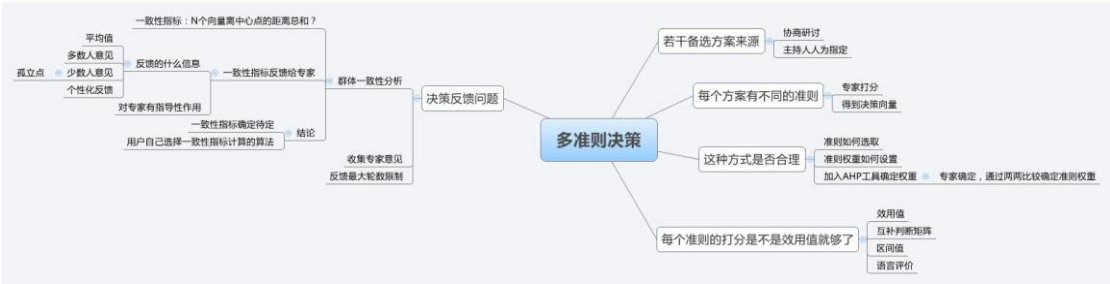 多准则决策
若干备选方案来源
协商研讨
主持人人为指定
每个方案有不同的准则
专家打分
得到决策向量
这种方式是否合理
准则如何选取
准则权重如何设置
加入AHP工具确定权重
专家确定，通过两两比较确定准则权重
每个准则的打分是不是效用值就够了
效用值
互补判断矩阵
区间值
语言评价
决策反馈问题
群体一致性分析
一致性指标：N个向量离中心点的距离总和？
一致性指标反馈给专家
反馈的什么信息
平均值
多数人意见
少数人意见
孤立点
个性化反馈
对专家有指导性作用
结论
一致性指标确定待定
用户自己选择一致性指标计算的算法
收集专家意见
反馈最大轮数限制